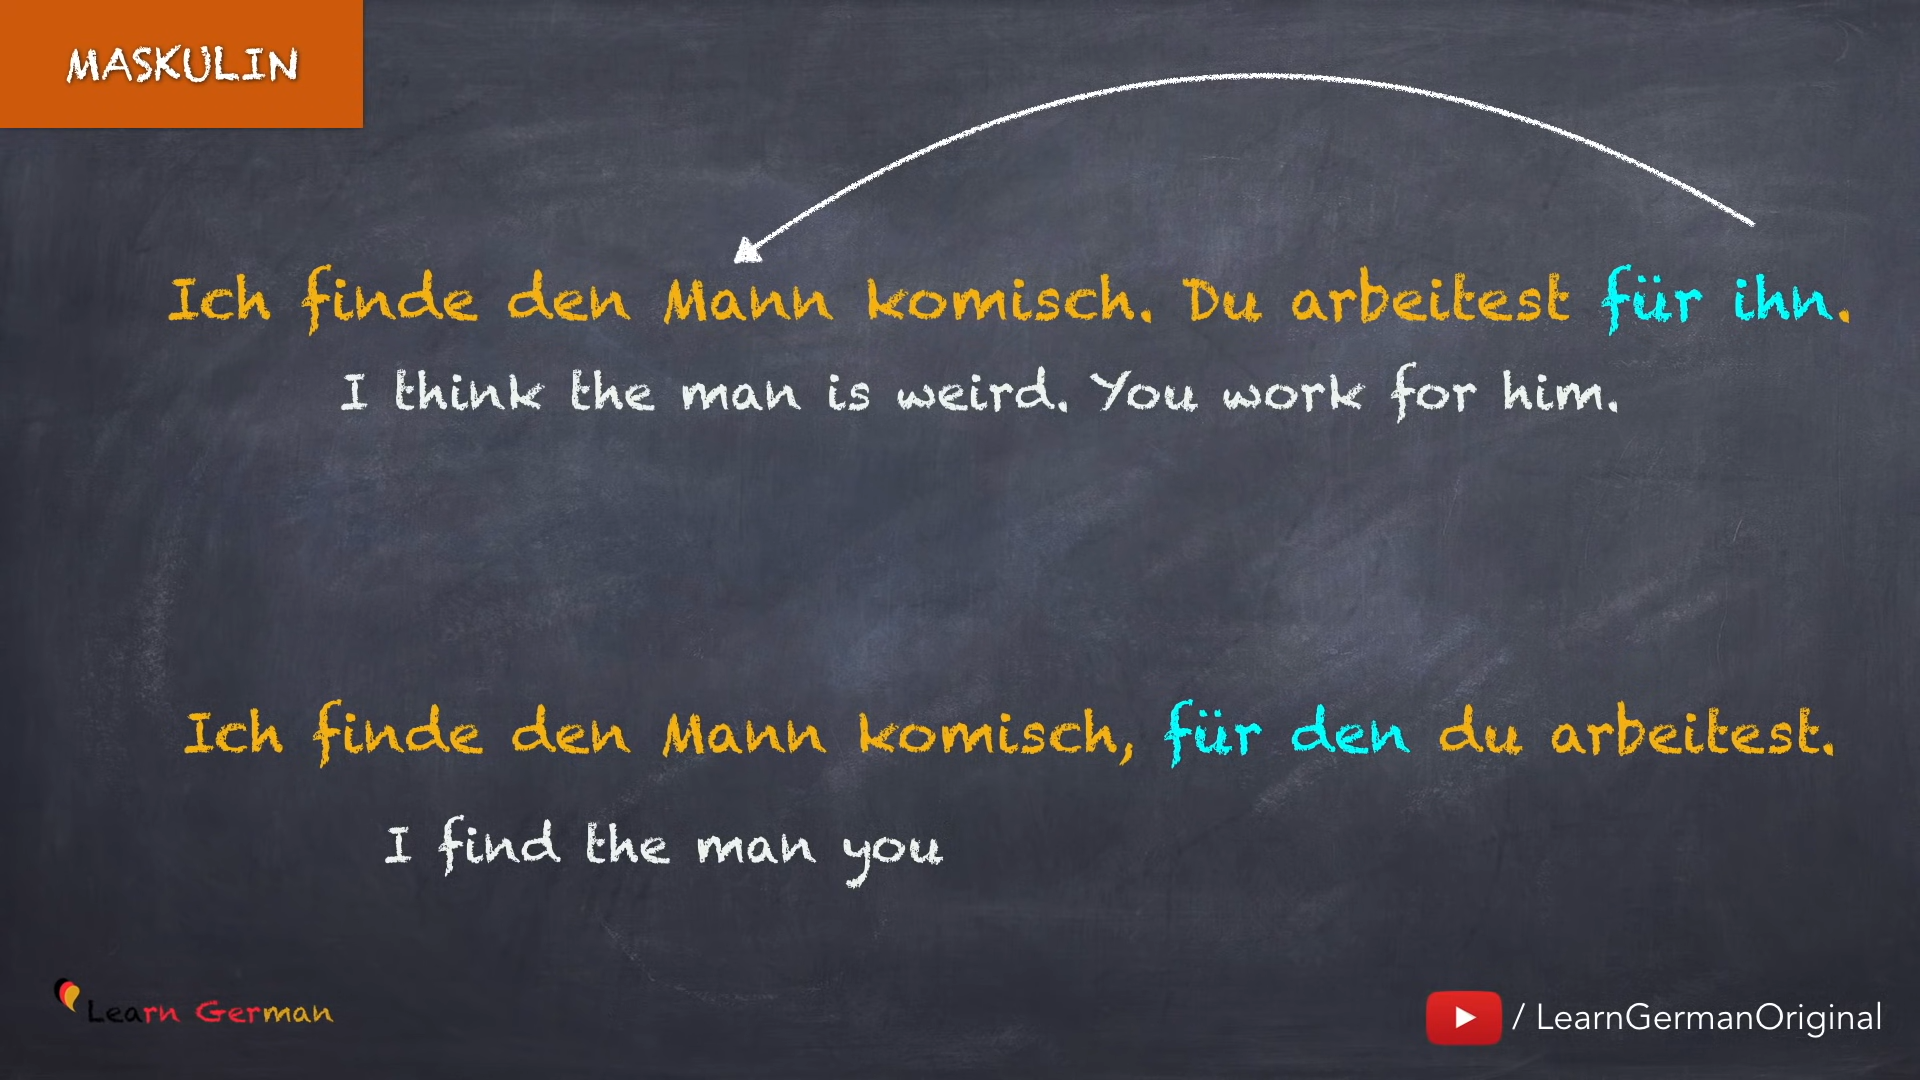 MASKULIN
Ich finde den Mann komisch. Du arbeitest für ihn.
I think the man is weird. You work for him.
Ich finde den Mann komisch, für den du arbeitest.
I find the man you
Learn German
/ LearnGermanOriginal